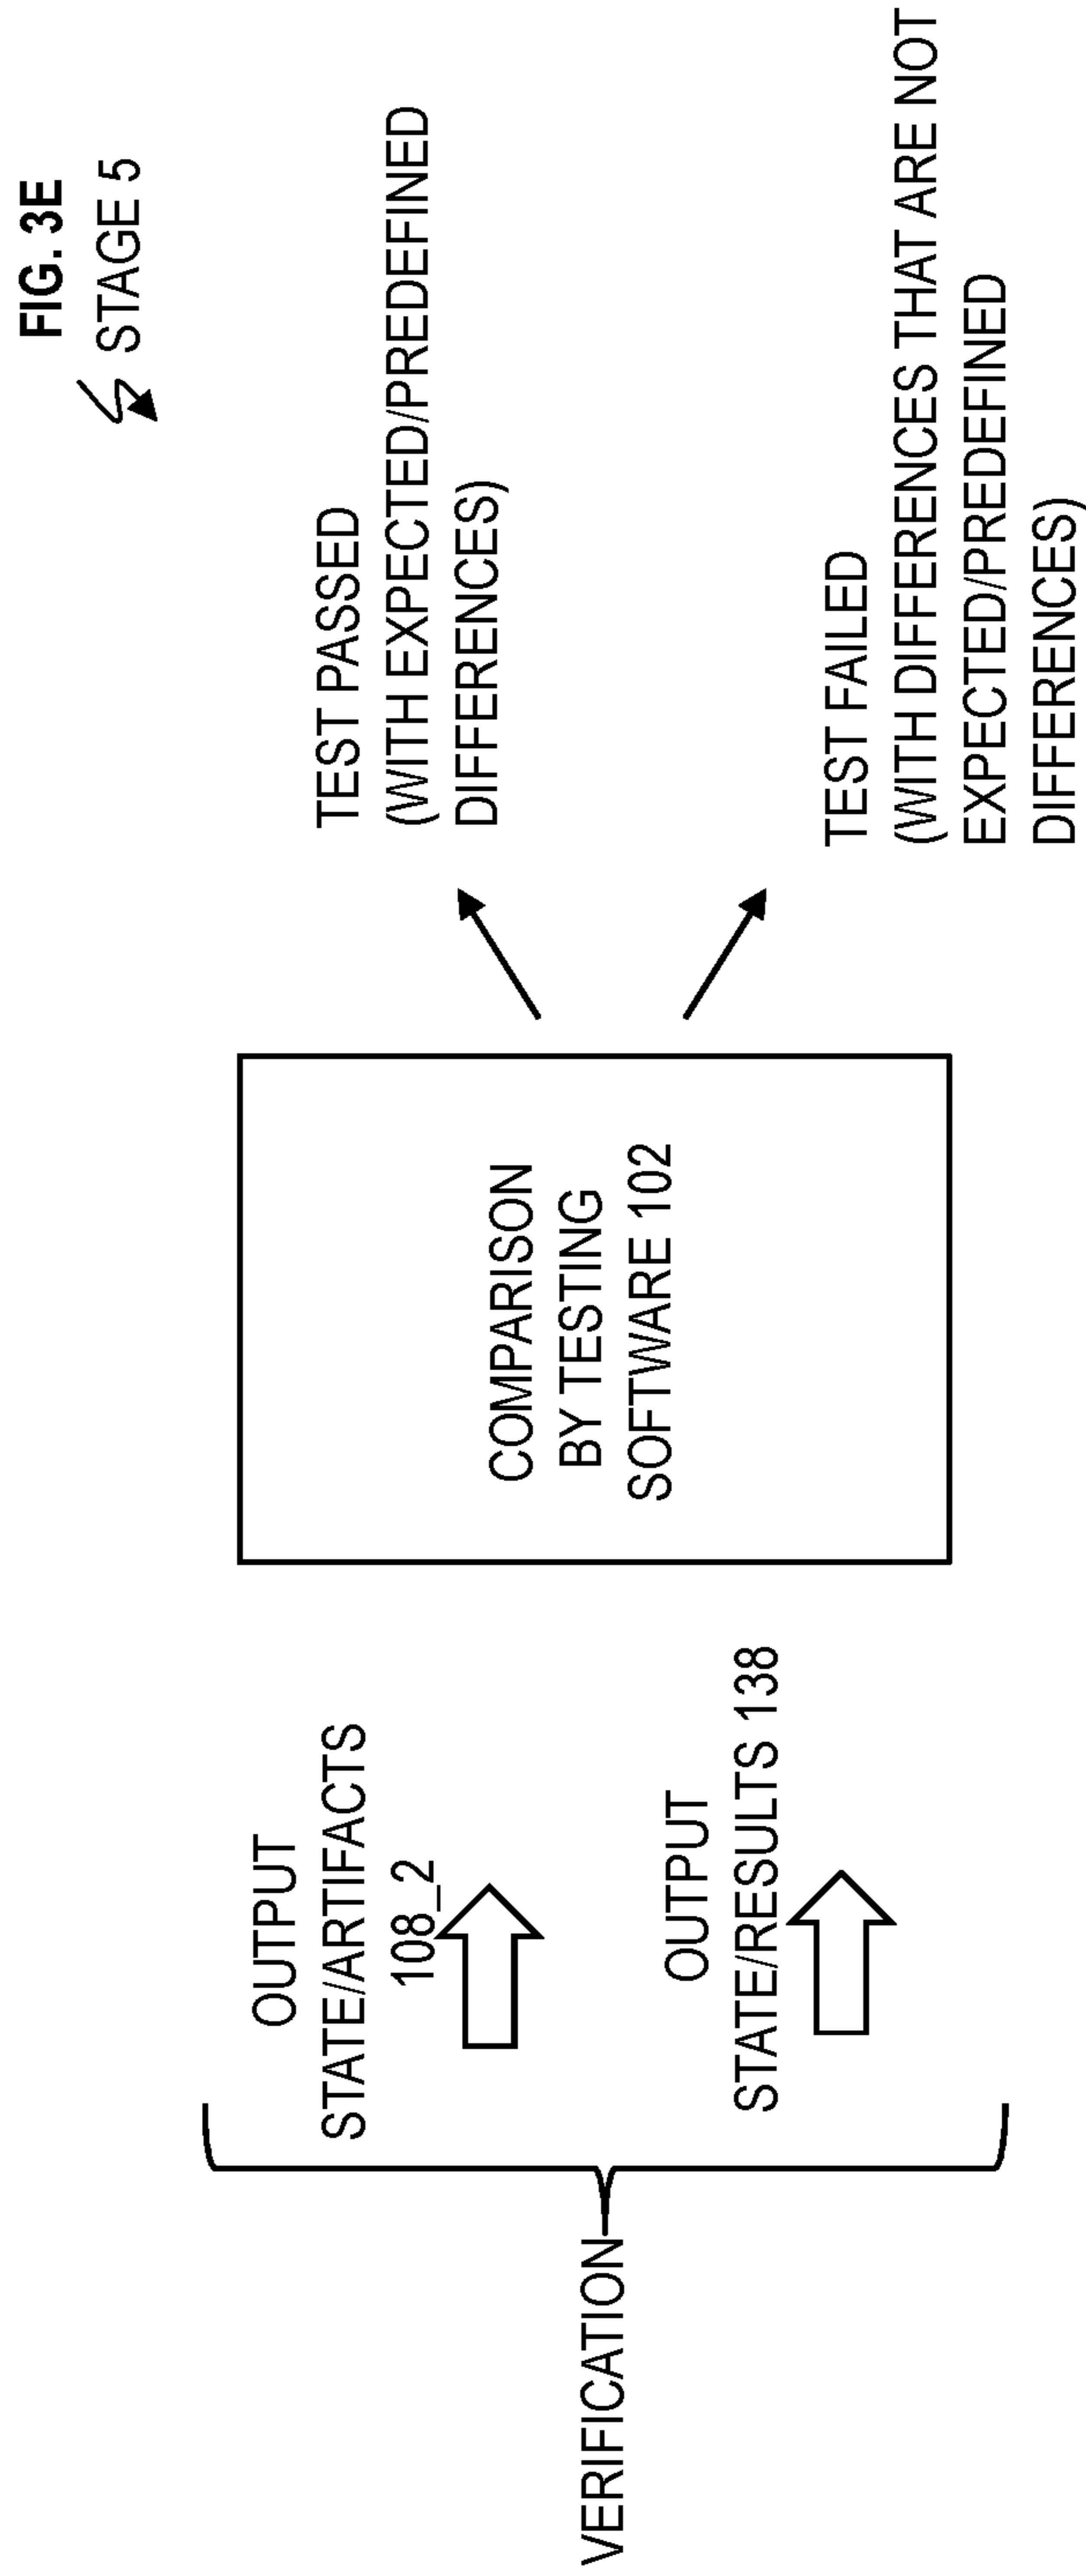 FIG. 3E
STAGE 5
VERIFICATION
OUTPUT
STATE/ARTIFACTS
108_2
OUTPUT
STATE/RESULTS 138
COMPARISON
BY TESTING
SOFTWARE 102
TEST PASSED
(WITH EXPECTED/PREDEFINED
DIFFERENCES)
TEST FAILED
(WITH DIFFERENCES THAT ARE NOT
EXPECTED/PREDEFINED
DIFFERENCES)